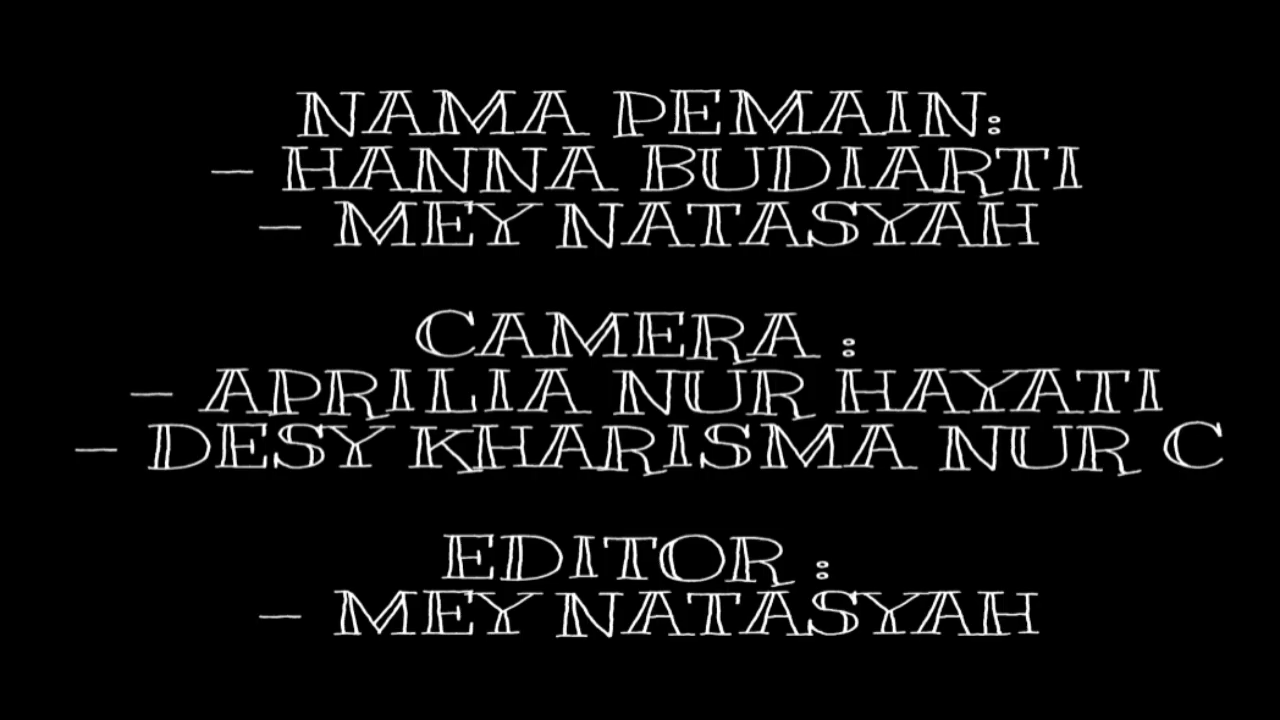 NAMA PEMAIN:
- HANNA BUDIARTI
- MEY NATASYAH
CAMERA :
- APRILIA NUR HAYATI
- DESY KHARISMA NUR C
EDITOR :
- MEY NATASYAH